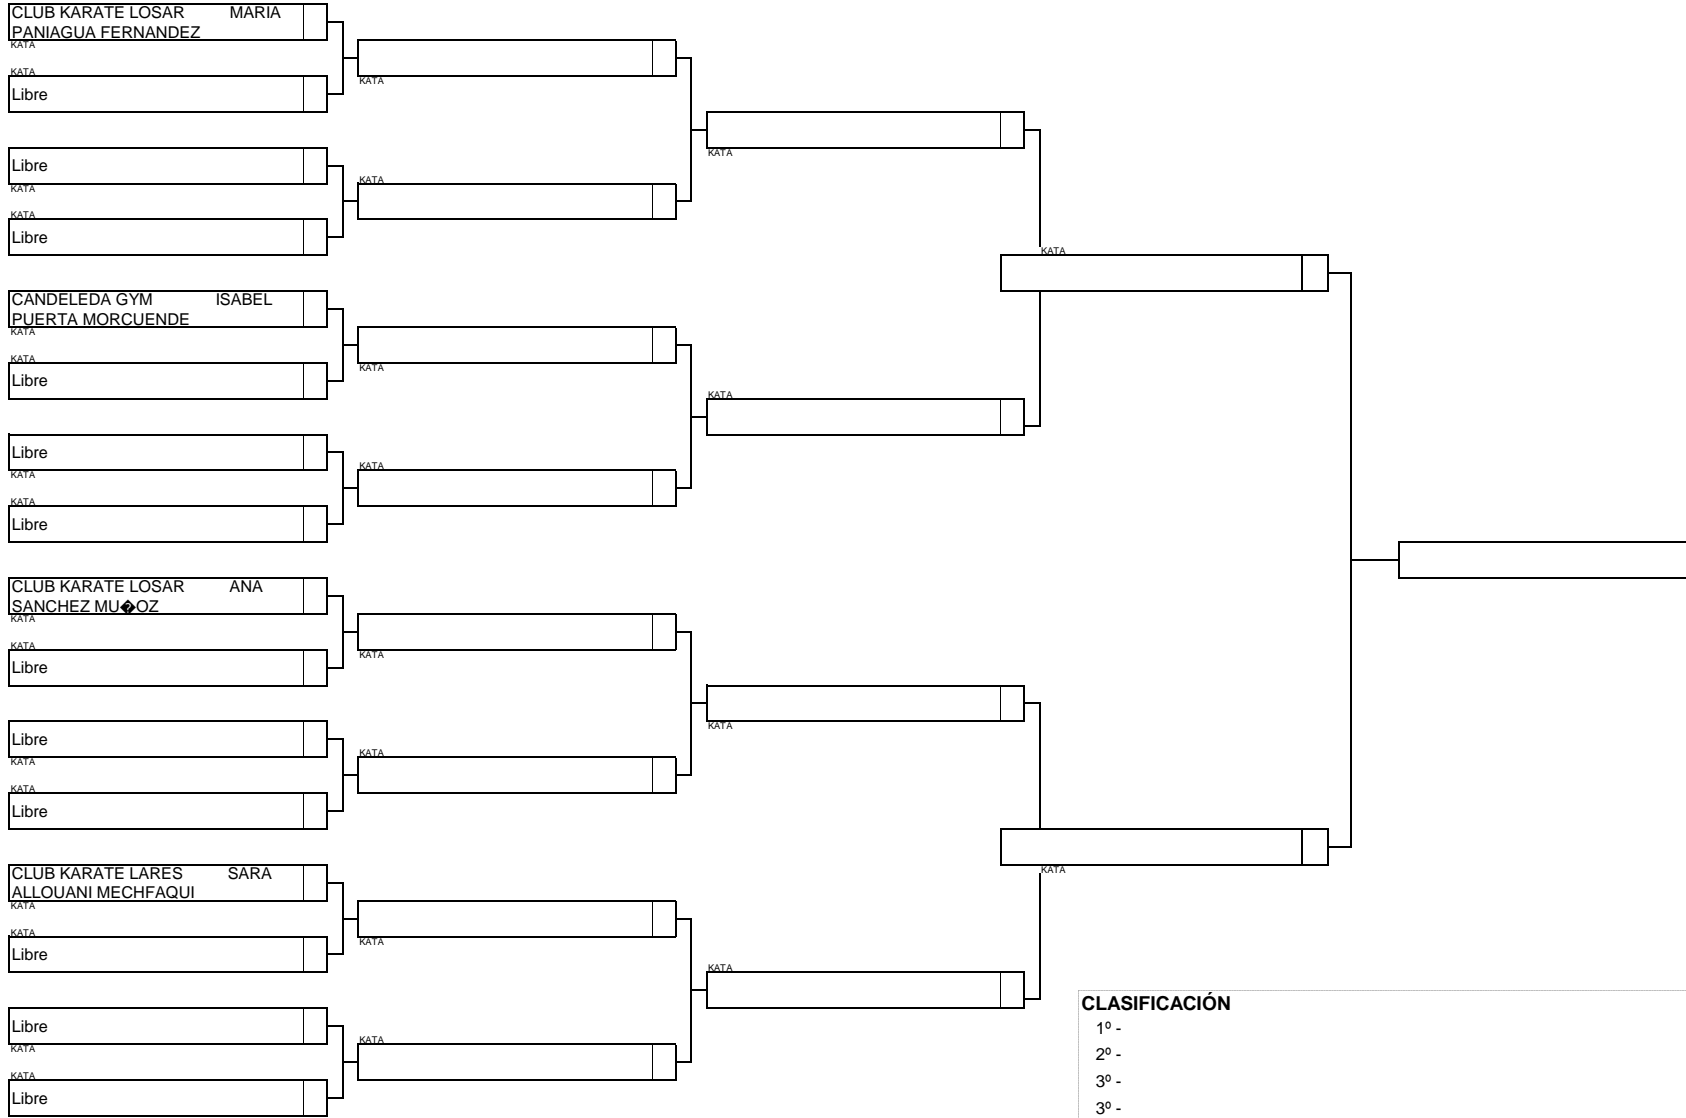 CLUB KARATE LOSAR MARIA
PANIAGUA FERNANDEZ
KATA
KATA
Libre
KATA
Libre
KATA
KATA
KATA
Libre
KATA
CANDELEDA GYM ISABEL
PUERTA MORCUENDE
KATA
KATA
Libre
KATA
Libre
KATA
KATA
KATA
Libre
KATA
KATA
CLUB KARATE LOSAR ANA
SANCHEZ MU�OZ
KATA
KATA
Libre
KATA
Libre
KATA
KATA
KATA
Libre
KATA
CLUB KARATE LARES SARA
ALLOUANI MECHFAQUI
KATA
KATA
Libre
KATA
Libre
KATA
KATA
KATA
Libre
KATA
KATA
CLASIFICACIÓN
1º -
2º -
3º -
3º -